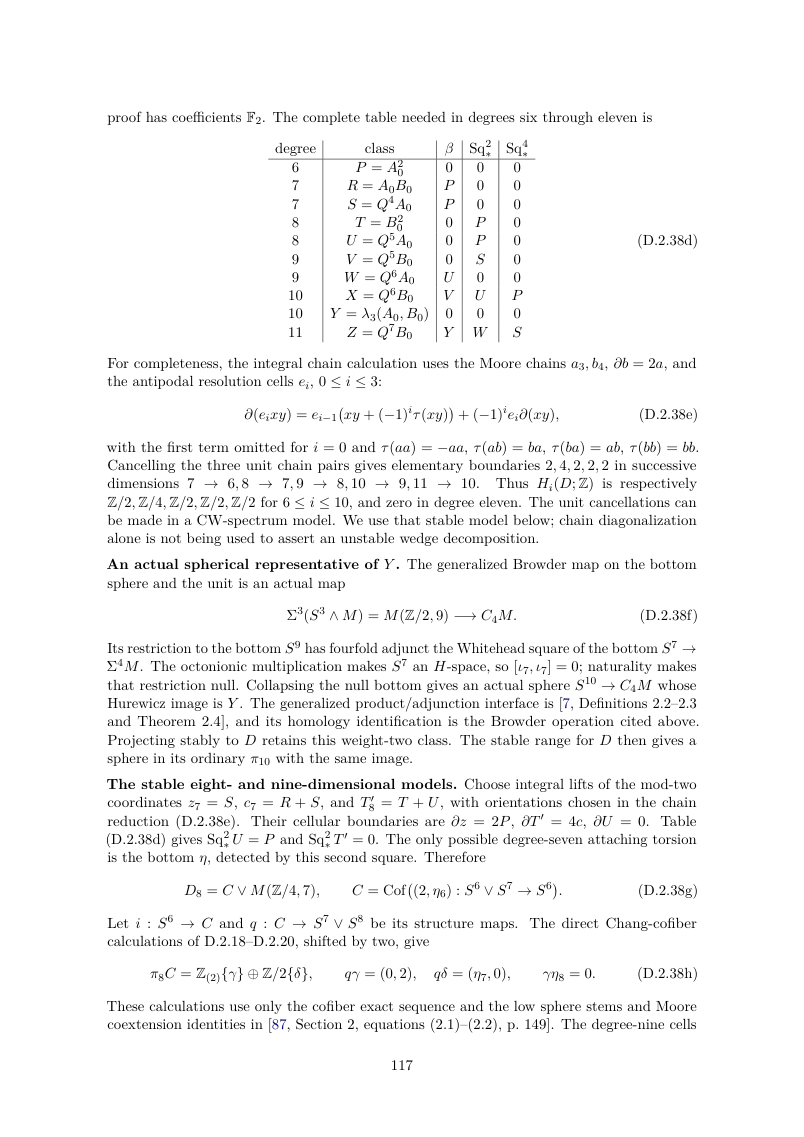 proof has coefficients F₂. The complete table needed in degrees six through eleven is
degree class β Sq²∗ Sq⁴∗
6 P = A₀² 0 0 0
7 R = A₀B₀ P 0 0
7 S = Q⁴A₀ P 0 0
8 T = B₀² 0 P 0
8 U = Q⁵A₀ 0 P 0
9 V = Q⁵B₀ 0 S 0
9 W = Q⁶A₀ U 0 0
10 X = Q⁶B₀ V U P
10 Y = λ₃(A₀, B₀) 0 0 0
11 Z = Q⁷B₀ Y W S
(D.2.38d)
For completeness, the integral chain calculation uses the Moore chains a₃, b₄, ∂b = 2a, and
the antipodal resolution cells eᵢ, 0 ≤ i ≤ 3:
∂(eᵢxy) = eᵢ₋₁(xy + (−1)ⁱτ(xy)) + (−1)ⁱeᵢ∂(xy), (D.2.38e)
with the first term omitted for i = 0 and τ(aa) = −aa, τ(ab) = ba, τ(ba) = ab, τ(bb) = bb.
Cancelling the three unit chain pairs gives elementary boundaries 2, 4, 2, 2, 2 in successive
dimensions 7 → 6, 8 → 7, 9 → 8, 10 → 9, 11 → 10. Thus Hᵢ(D; Z) is respectively
Z/2, Z/4, Z/2, Z/2, Z/2 for 6 ≤ i ≤ 10, and zero in degree eleven. The unit cancellations can
be made in a CW-spectrum model. We use that stable model below; chain diagonalization
alone is not being used to assert an unstable wedge decomposition.
An actual spherical representative of Y. The generalized Browder map on the bottom
sphere and the unit is an actual map
Σ³(S³ ∧ M) = M(Z/2, 9) ⟶ C₄M. (D.2.38f)
Its restriction to the bottom S⁹ has fourfold adjunct the Whitehead square of the bottom S⁷ →
Σ⁴M. The octonionic multiplication makes S⁷ an H-space, so [ι₇, ι₇] = 0; naturality makes
that restriction null. Collapsing the null bottom gives an actual sphere S¹⁰ → C₄M whose
Hurewicz image is Y. The generalized product/adjunction interface is [7, Definitions 2.2–2.3
and Theorem 2.4], and its homology identification is the Browder operation cited above.
Projecting stably to D retains this weight-two class. The stable range for D then gives a
sphere in its ordinary π₁₀ with the same image.
The stable eight- and nine-dimensional models. Choose integral lifts of the mod-two
coordinates z₇ = S, c₇ = R + S, and T′₈ = T + U, with orientations chosen in the chain
reduction (D.2.38e). Their cellular boundaries are ∂z = 2P, ∂T′ = 4c, ∂U = 0. Table
(D.2.38d) gives Sq²∗ U = P and Sq²∗ T′ = 0. The only possible degree-seven attaching torsion
is the bottom η, detected by this second square. Therefore
D₈ = C ∨ M(Z/4, 7), C = Cof((2, η₆) : S⁶ ∨ S⁷ → S⁶). (D.2.38g)
Let i : S⁶ → C and q : C → S⁷ ∨ S⁸ be its structure maps. The direct Chang-cofiber
calculations of D.2.18–D.2.20, shifted by two, give
π₈C = Z₍₂₎{γ} ⊕ Z/2{δ}, qγ = (0, 2), qδ = (η₇, 0), γη₈ = 0. (D.2.38h)
These calculations use only the cofiber exact sequence and the low sphere stems and Moore
coextension identities in [87, Section 2, equations (2.1)–(2.2), p. 149]. The degree-nine cells
117